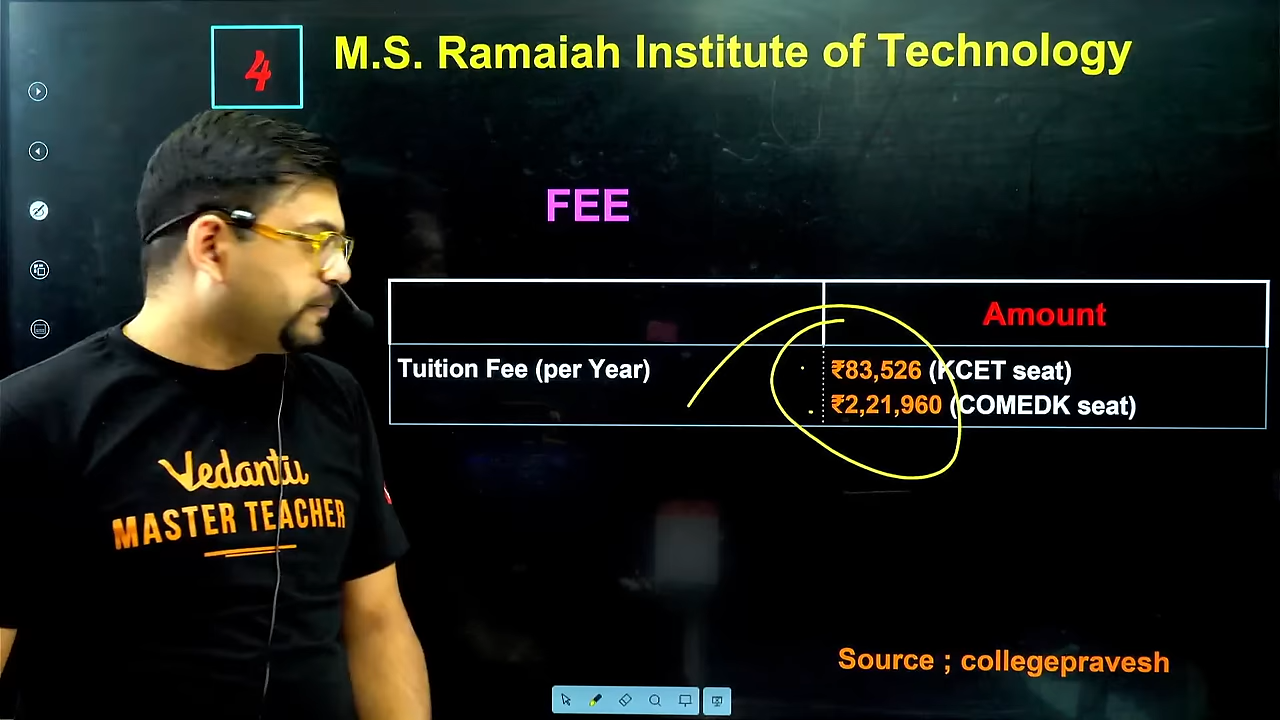 4
M.S. Ramaiah Institute of Technology
FEE
Amount
Tuition Fee (per Year)
₹83,526 (KCET seat)
₹2,21,960 (COMEDK seat)
Vedantu
MASTER TEACHER
Source ; collegepravesh